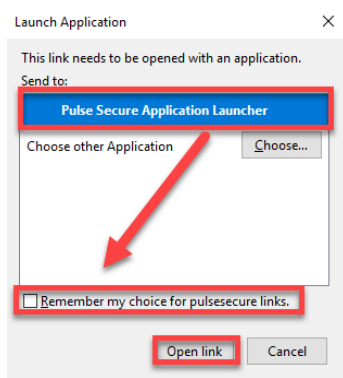 Launch Application
This link needs to be opened with an application.
Send to:
Pulse Secure Application Launcher
Choose other Application
Choose...
Remember my choice for pulsesecure links.
Open link
Cancel